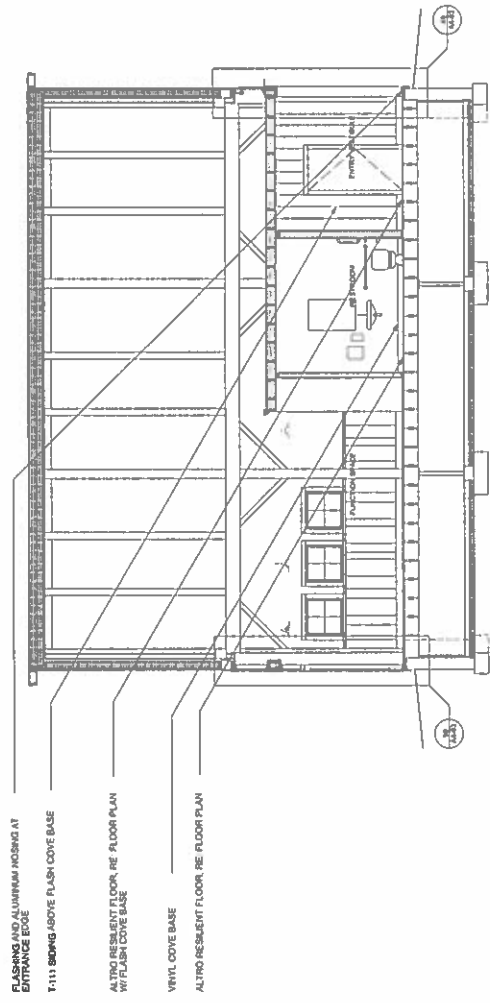 FLASHING AND ALUMINUM NOSING AT
ENTRANCE EDGE
T-111 SIDING ABOVE FLASH COVE BASE
ALTRO RESILIENT FLOOR, RE: FLOOR PLAN
W/ FLASH COVE BASE
VINYL COVE BASE
ALTRO RESILIENT FLOOR, RE: FLOOR PLAN
FUNCTION SPACE
RESTROOM
ENTRY